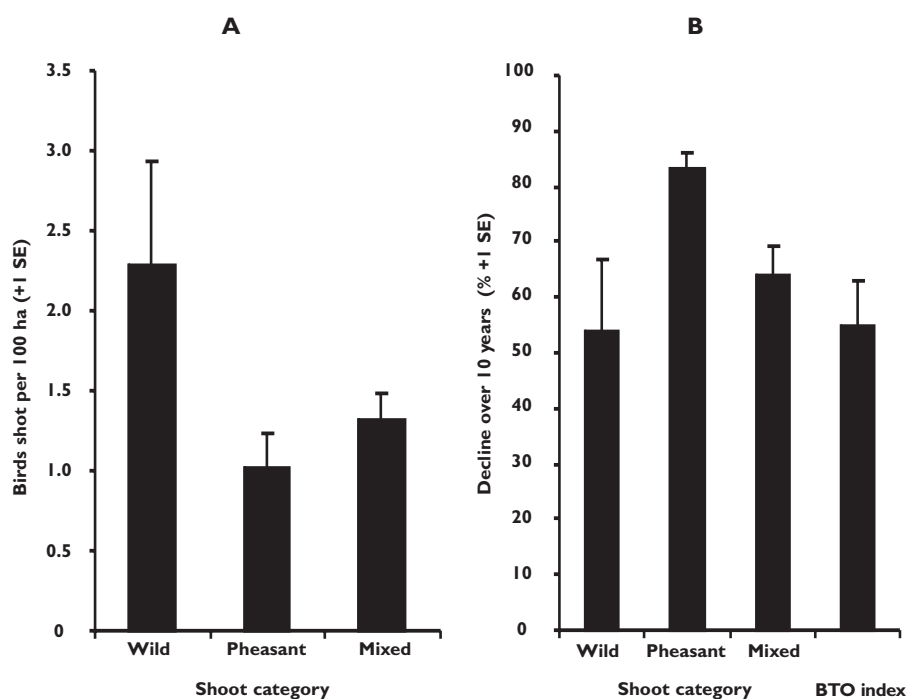 A
Birds shot per 100 ha (+1 SE)
3.5
3.0
2.5
2.0
1.5
1.0
0.5
0
Wild Pheasant Mixed
Shoot category
B
Decline over 10 years (% +1 SE)
100
90
80
70
60
50
40
30
20
10
0
Wild Pheasant Mixed
Shoot category BTO index